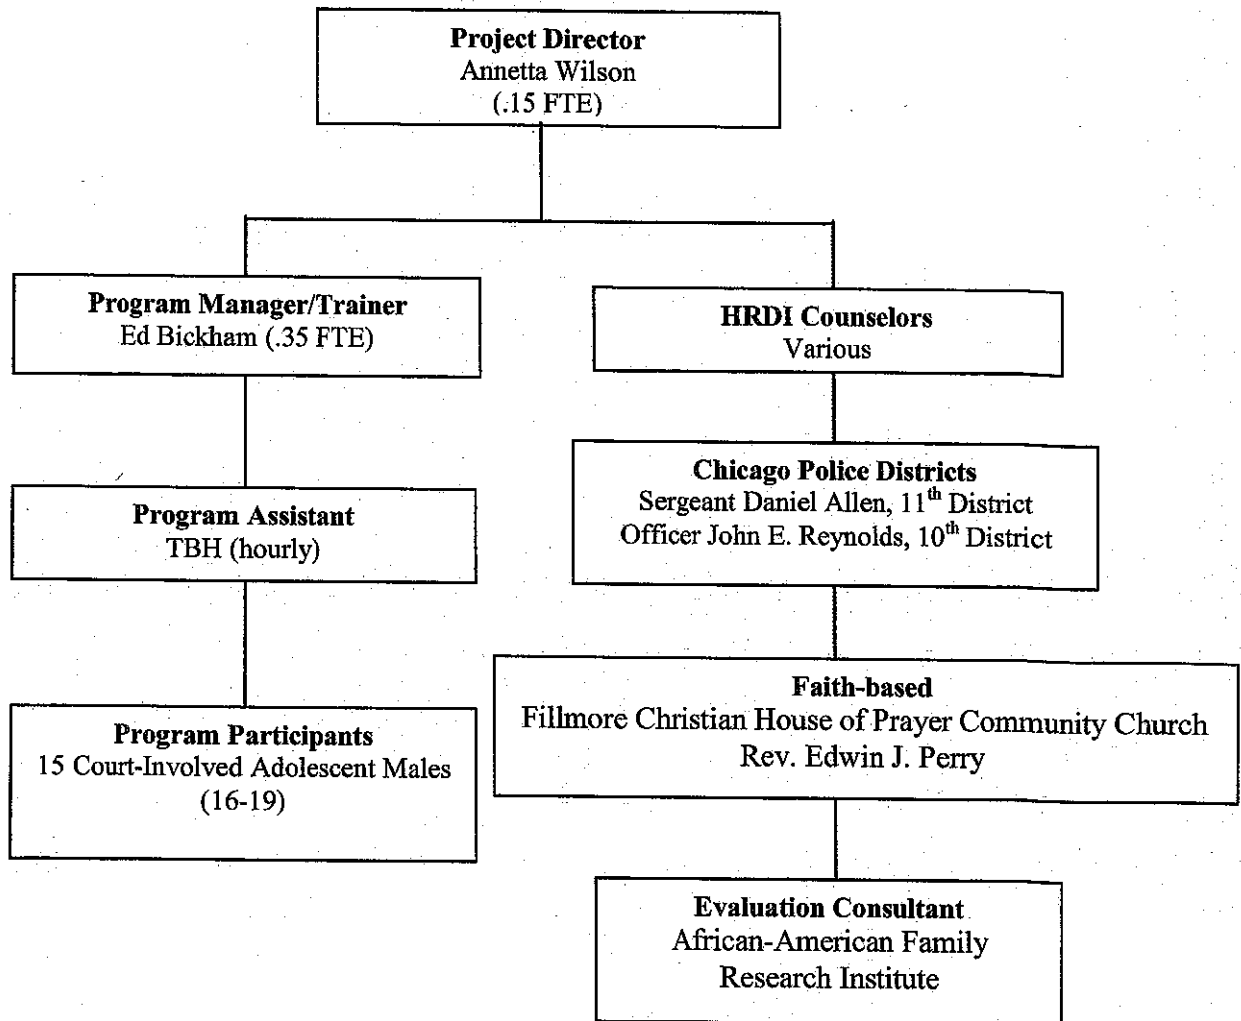 Project Director
Annetta Wilson
(.15 FTE)
Program Manager/Trainer
Ed Bickham (.35 FTE)
HRDI Counselors
Various
Program Assistant
TBH (hourly)
Chicago Police Districts
Sergeant Daniel Allen, 11th District
Officer John E. Reynolds, 10th District
Program Participants
15 Court-Involved Adolescent Males
(16-19)
Faith-based
Fillmore Christian House of Prayer Community Church
Rev. Edwin J. Perry
Evaluation Consultant
African-American Family
Research Institute